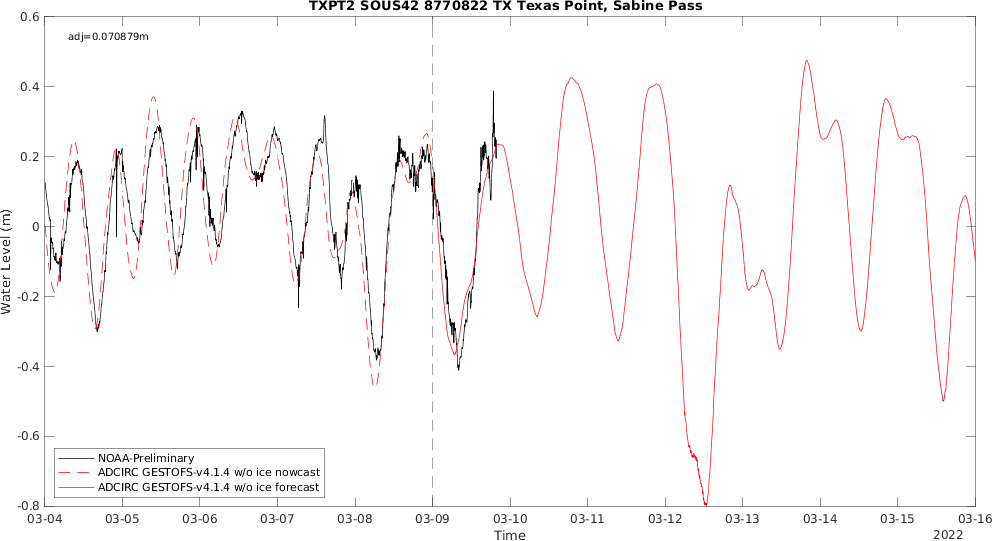 TXPT2 SOUS42 8770822 TX Texas Point, Sabine Pass
adj=0.070879m
0.6
0.4
0.2
0
-0.2
-0.4
-0.6
-0.8
Water Level (m)
NOAA-Preliminary
ADCIRC GESTOFS-v4.1.4 w/o ice nowcast
ADCIRC GESTOFS-v4.1.4 w/o ice forecast
03-04 03-05 03-06 03-07 03-08 03-09 03-10 03-11 03-12 03-13 03-14 03-15 03-16
Time
2022